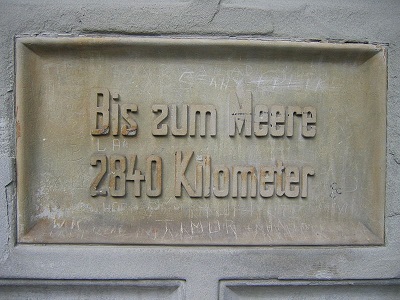 Bis zum Meere
2840 Kilometer